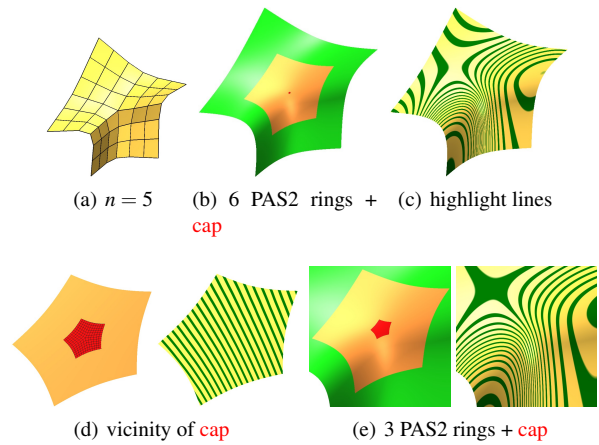 (a) n = 5
(b) 6 PAS2 rings +
cap
(c) highlight lines
(d) vicinity of cap
(e) 3 PAS2 rings + cap